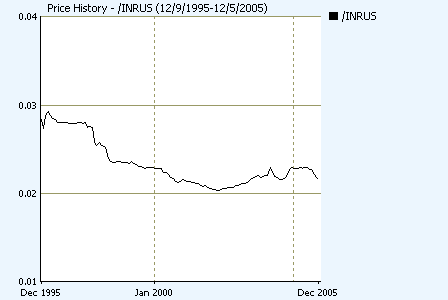 Price History - /INRUS (12/9/1995-12/5/2005)
/INRUS
0.04
0.03
0.02
0.01
Dec 1995 Jan 2000 Dec 2005